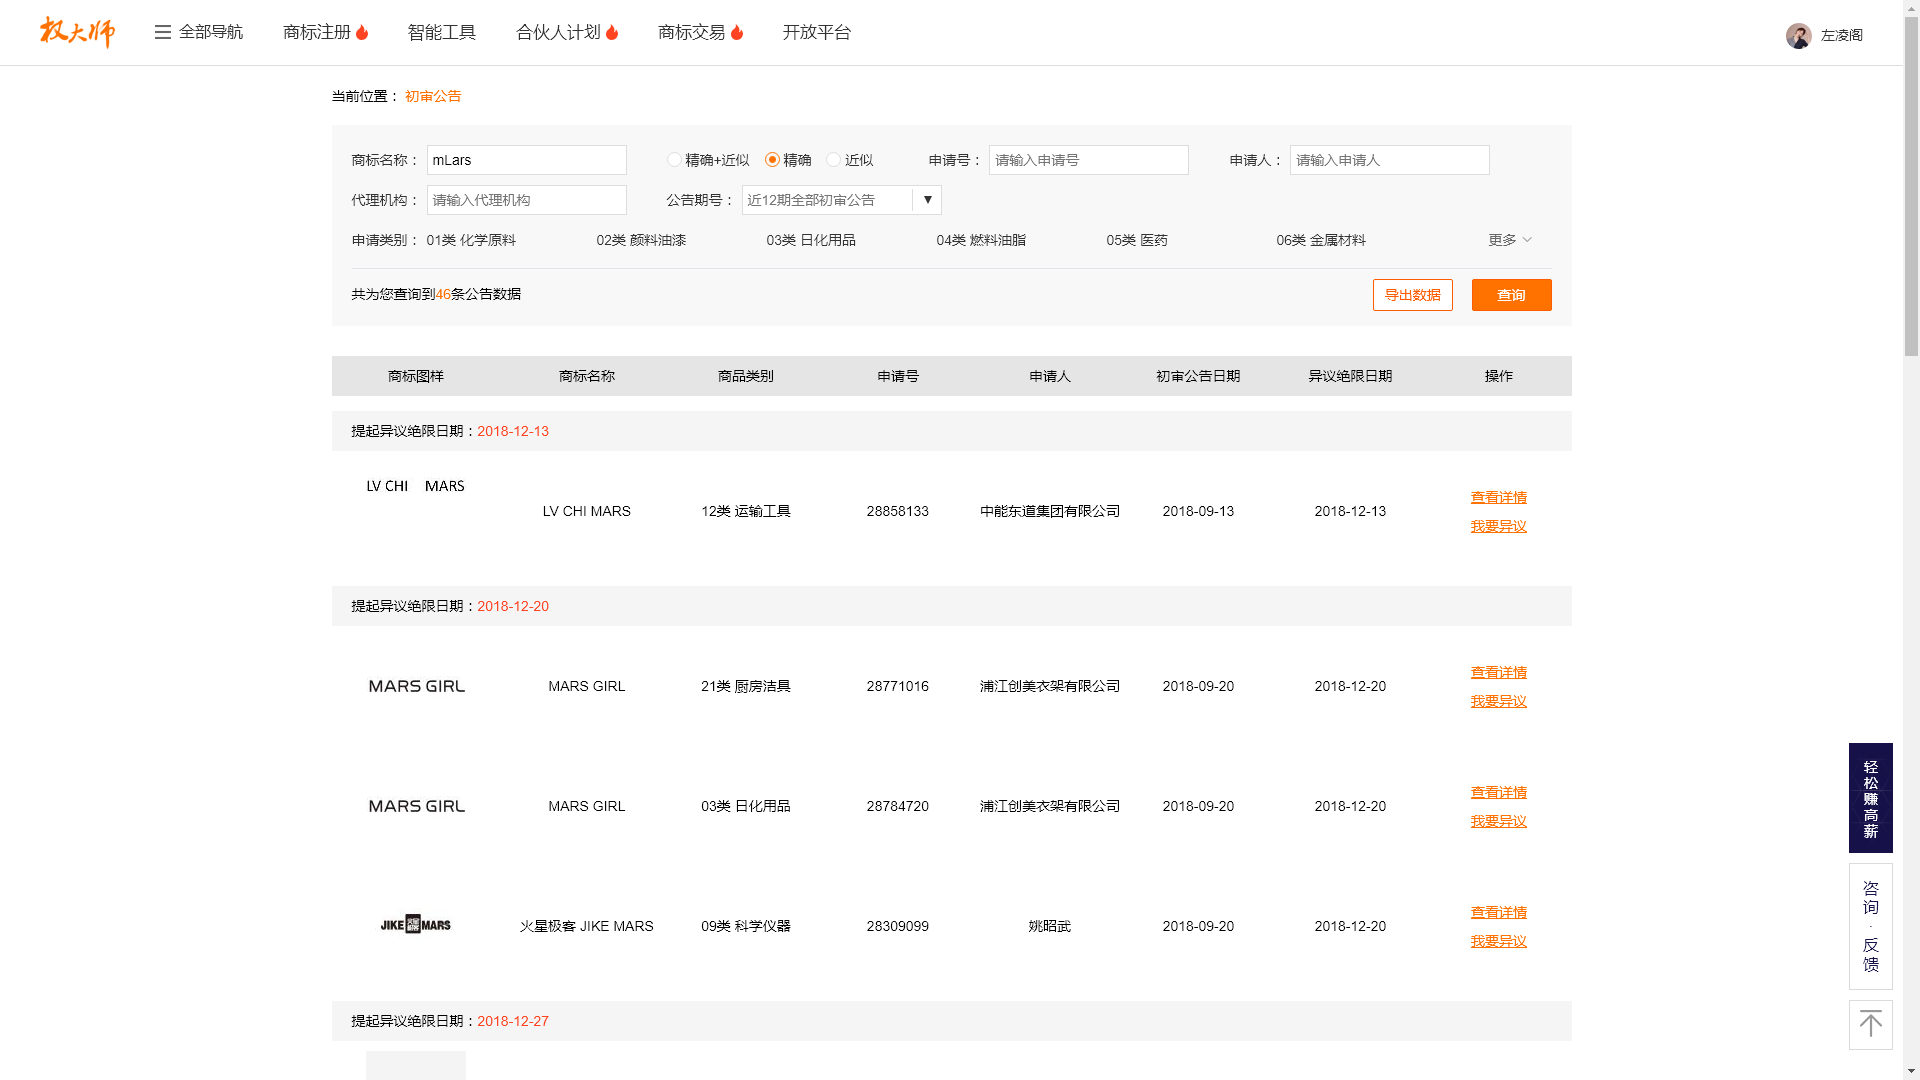 权大师 全部导航 商标注册 智能工具 合伙人计划 商标交易 开放平台 左凌阁
当前位置： 初审公告
商标名称： mLars 精确+近似 精确 近似 申请号： 请输入申请号 申请人： 请输入申请人
代理机构： 请输入代理机构 公告期号： 近12期全部初审公告
申请类别： 01类 化学原料 02类 颜料油漆 03类 日化用品 04类 燃料油脂 05类 医药 06类 金属材料 更多
共为您查询到46条公告数据 导出数据 查询
商标图样 商标名称 商品类别 申请号 申请人 初审公告日期 异议绝限日期 操作
提起异议绝限日期：2018-12-13
LV CHI MARS
LV CHI MARS 12类 运输工具 28858133 中能东道集团有限公司 2018-09-13 2018-12-13 查看详情
我要异议
提起异议绝限日期：2018-12-20
MARS GIRL MARS GIRL 21类 厨房洁具 28771016 浦江创美衣架有限公司 2018-09-20 2018-12-20 查看详情
我要异议
MARS GIRL MARS GIRL 03类 日化用品 28784720 浦江创美衣架有限公司 2018-09-20 2018-12-20 查看详情
我要异议
JIKE MARS 火星极客 JIKE MARS 09类 科学仪器 28309099 姚昭武 2018-09-20 2018-12-20 查看详情
我要异议
提起异议绝限日期：2018-12-27
轻松赚高薪
咨询·反馈